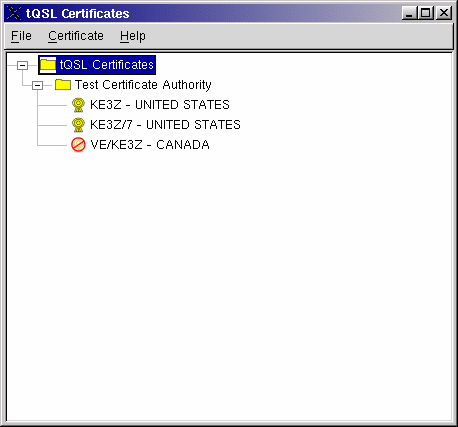 tQSL Certificates
File Certificate Help
tQSL Certificates
Test Certificate Authority
KE3Z - UNITED STATES
KE3Z/7 - UNITED STATES
VE/KE3Z - CANADA